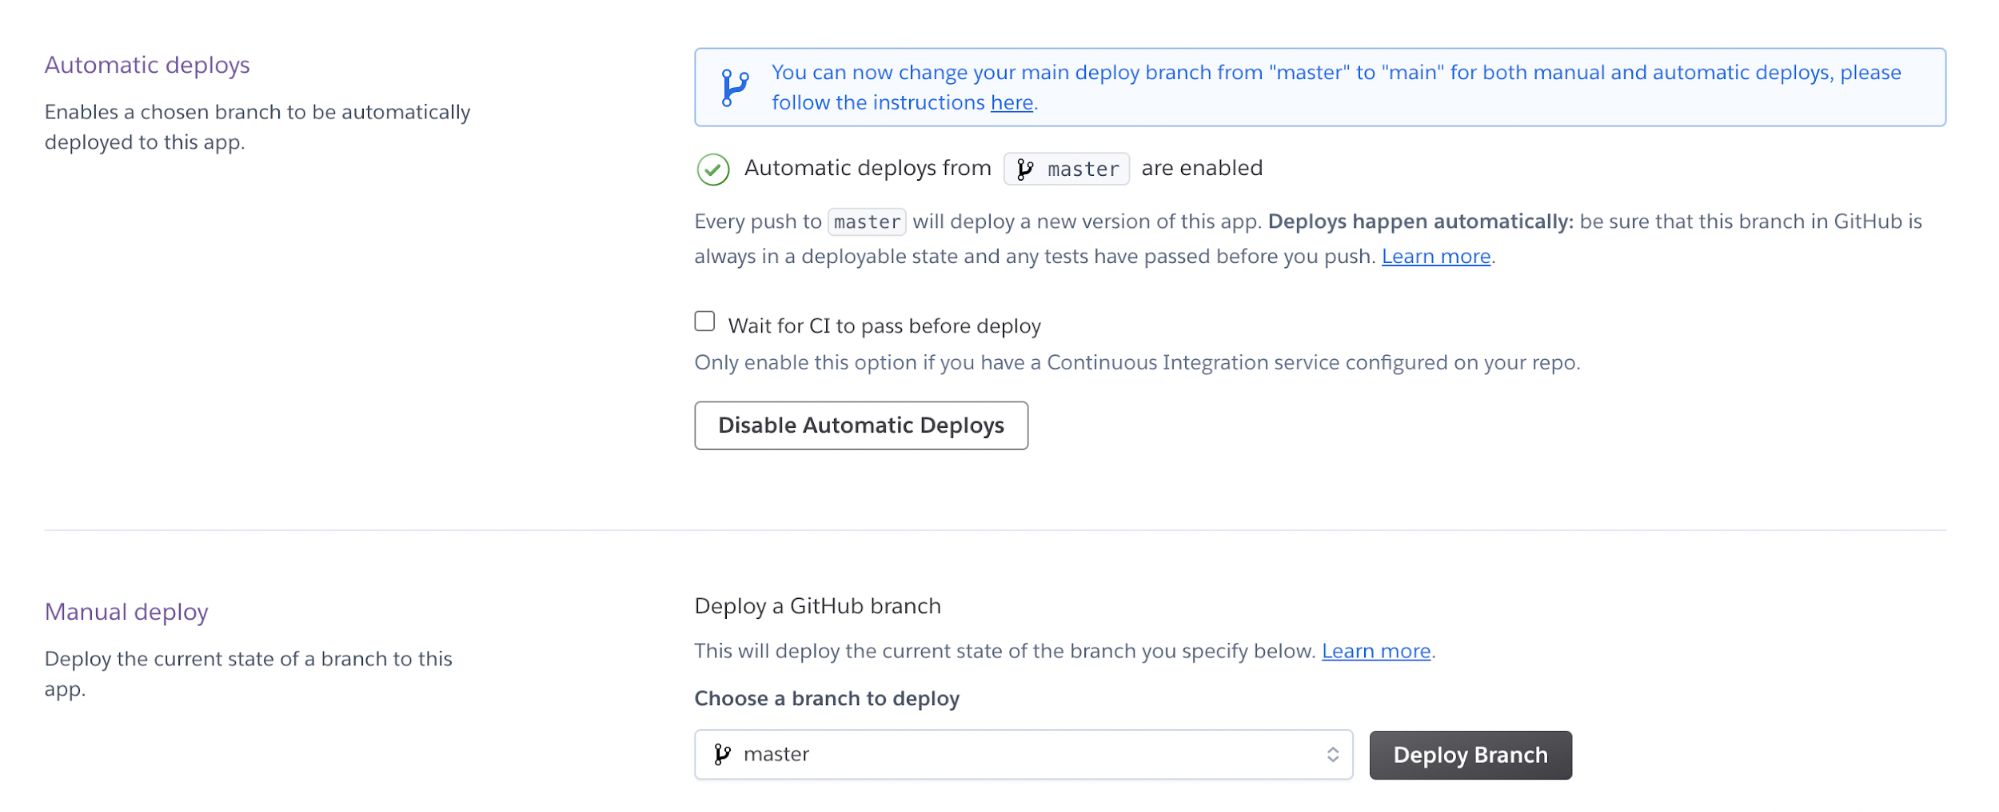 Automatic deploys
Enables a chosen branch to be automatically
deployed to this app.
You can now change your main deploy branch from "master" to "main" for both manual and automatic deploys, please
follow the instructions here.
Automatic deploys from master are enabled
Every push to master will deploy a new version of this app. Deploys happen automatically: be sure that this branch in GitHub is
always in a deployable state and any tests have passed before you push. Learn more.
Wait for CI to pass before deploy
Only enable this option if you have a Continuous Integration service configured on your repo.
Disable Automatic Deploys
Manual deploy
Deploy the current state of a branch to this
app.
Deploy a GitHub branch
This will deploy the current state of the branch you specify below. Learn more.
Choose a branch to deploy
master
Deploy Branch